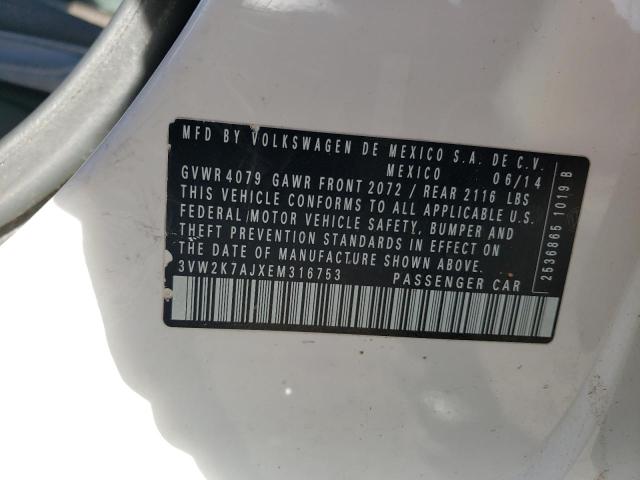 MFD BY VOLKSWAGEN DE MEXICO S.A. DE C.V.
MEXICO 06/14
GVWR 4079 GAWR FRONT 2072 / REAR 2116 LBS
THIS VEHICLE CONFORMS TO ALL APPLICABLE U.S.
FEDERAL MOTOR VEHICLE SAFETY, BUMPER AND
THEFT PREVENTION STANDARDS IN EFFECT ON
THE DATE OF MANUFACTURE SHOWN ABOVE.
3VW2K7AJXEM316753 PASSENGER CAR
2536865 1019 B